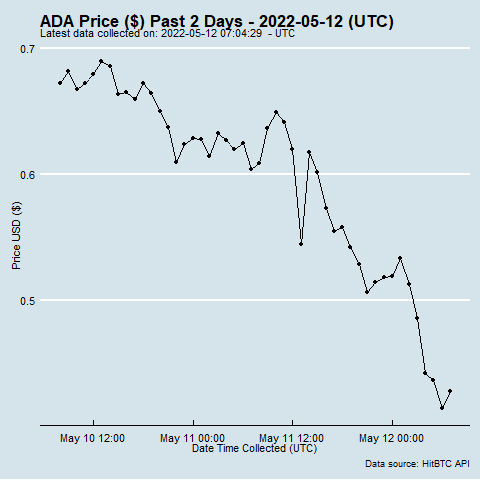 ADA Price ($) Past 2 Days - 2022-05-12 (UTC)
Latest data collected on: 2022-05-12 07:04:29  - UTC
0.7
0.6
0.5
Price USD ($)
May 10 12:00 May 11 00:00 May 11 12:00 May 12 00:00
Date Time Collected (UTC)
Data source: HitBTC API